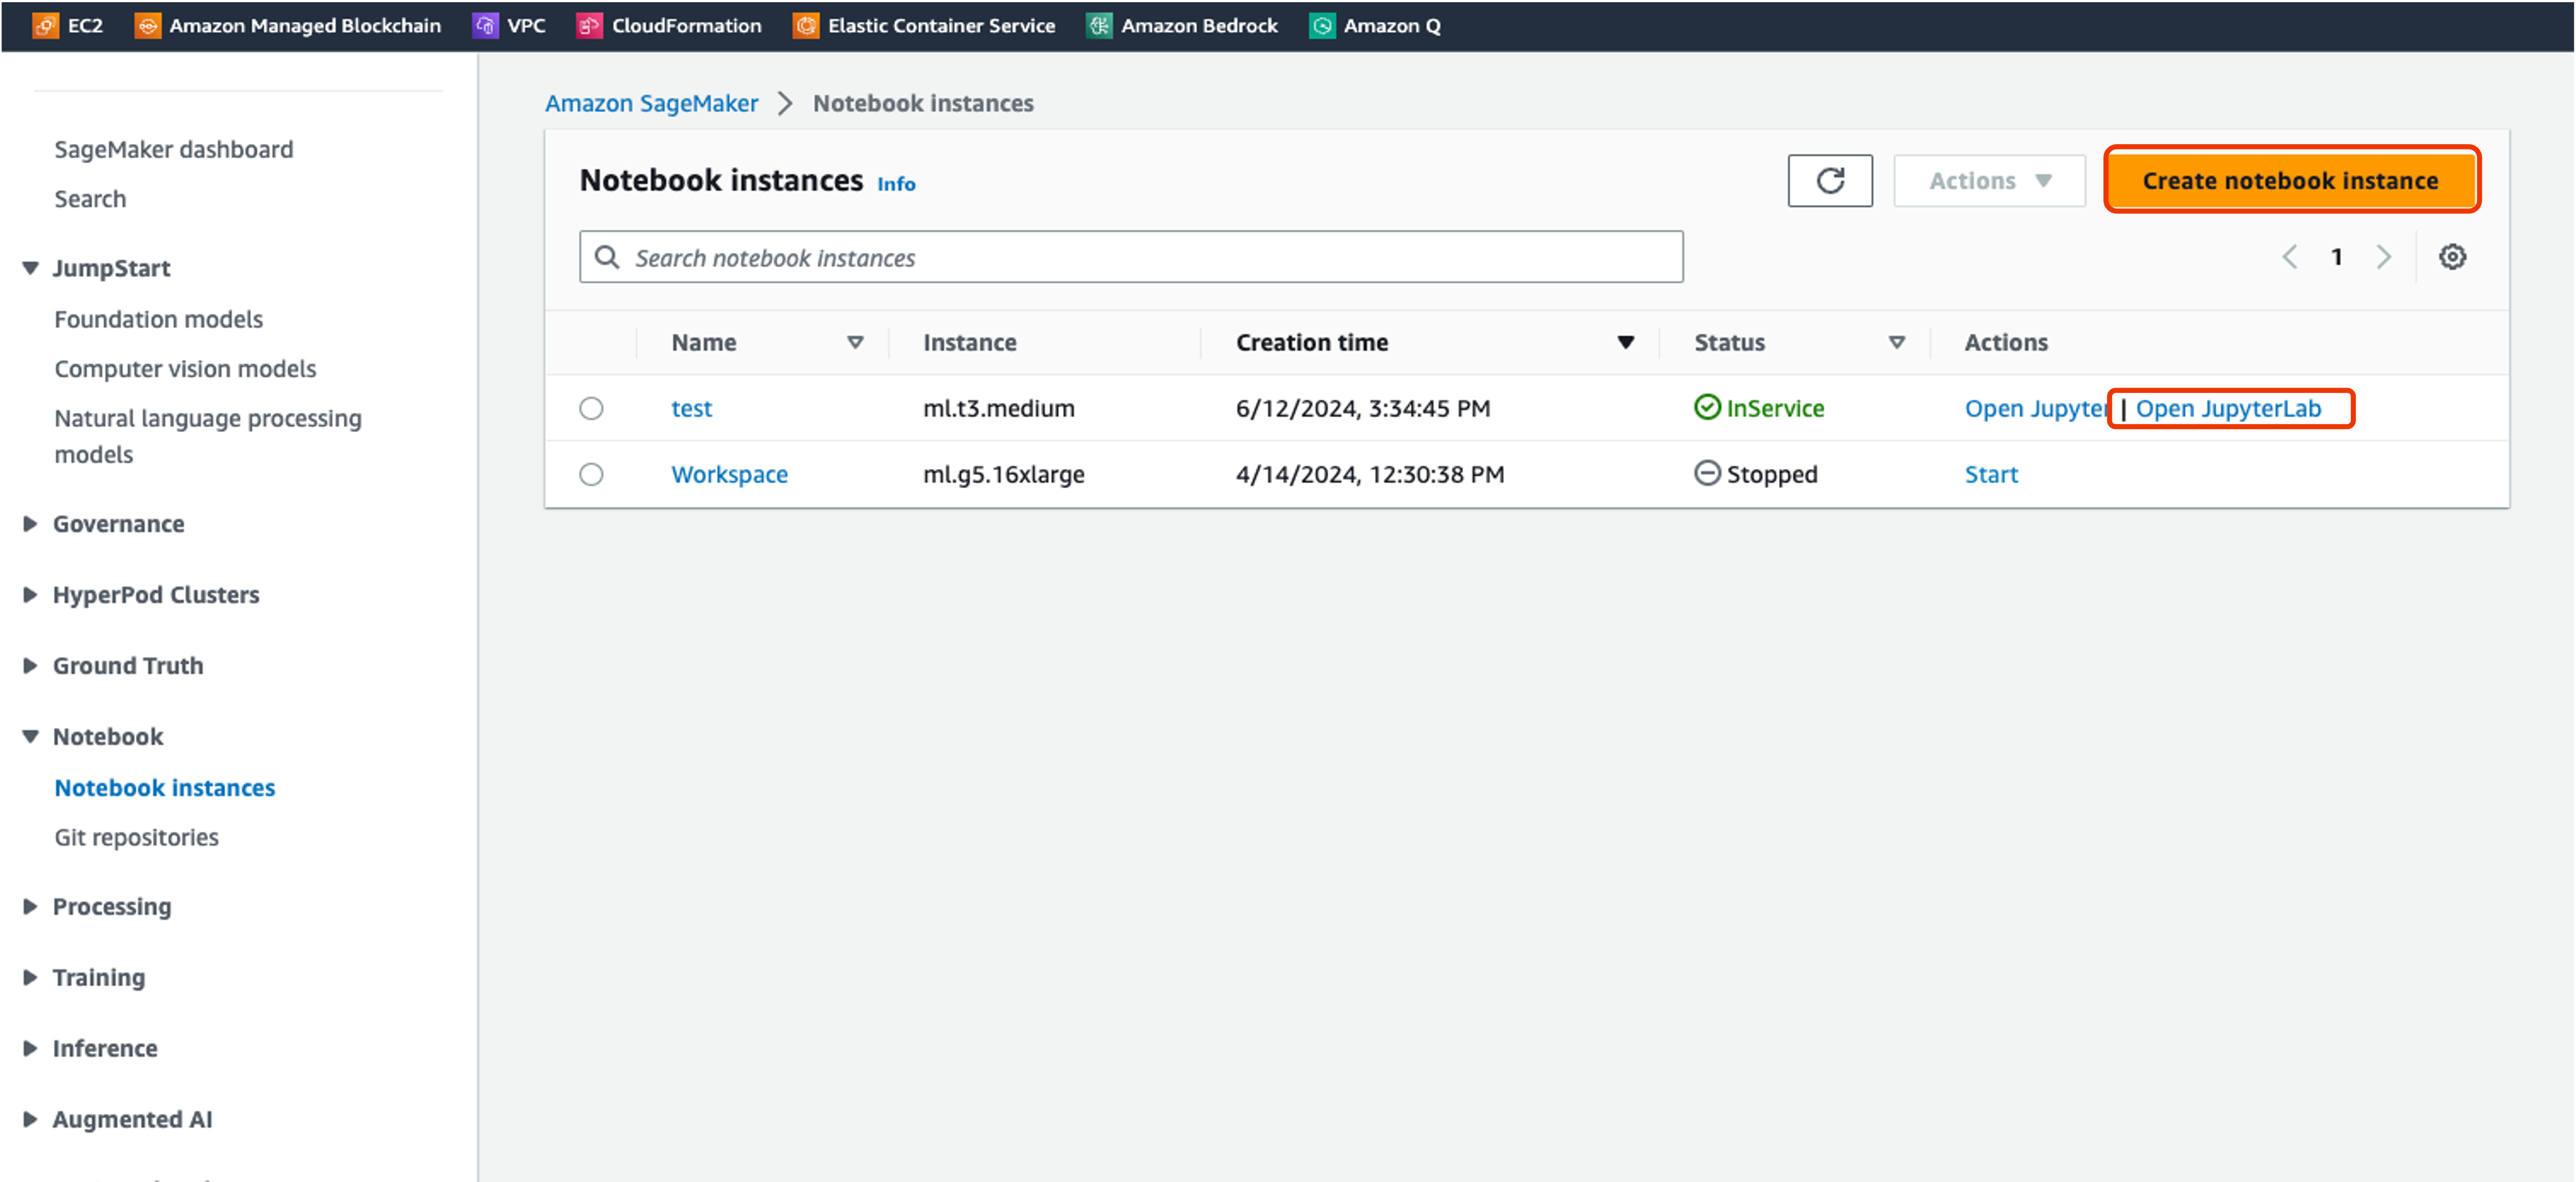 EC2 Amazon Managed Blockchain VPC CloudFormation Elastic Container Service Amazon Bedrock Amazon Q
SageMaker dashboard
Search
JumpStart
Foundation models
Computer vision models
Natural language processing
models
Governance
HyperPod Clusters
Ground Truth
Notebook
Notebook instances
Git repositories
Processing
Training
Inference
Augmented AI
Amazon SageMaker > Notebook instances
Notebook instances Info
Actions
Create notebook instance
Search notebook instances
1
Name Instance Creation time Status Actions
test ml.t3.medium 6/12/2024, 3:34:45 PM InService Open Jupyter | Open JupyterLab
Workspace ml.g5.16xlarge 4/14/2024, 12:30:38 PM Stopped Start